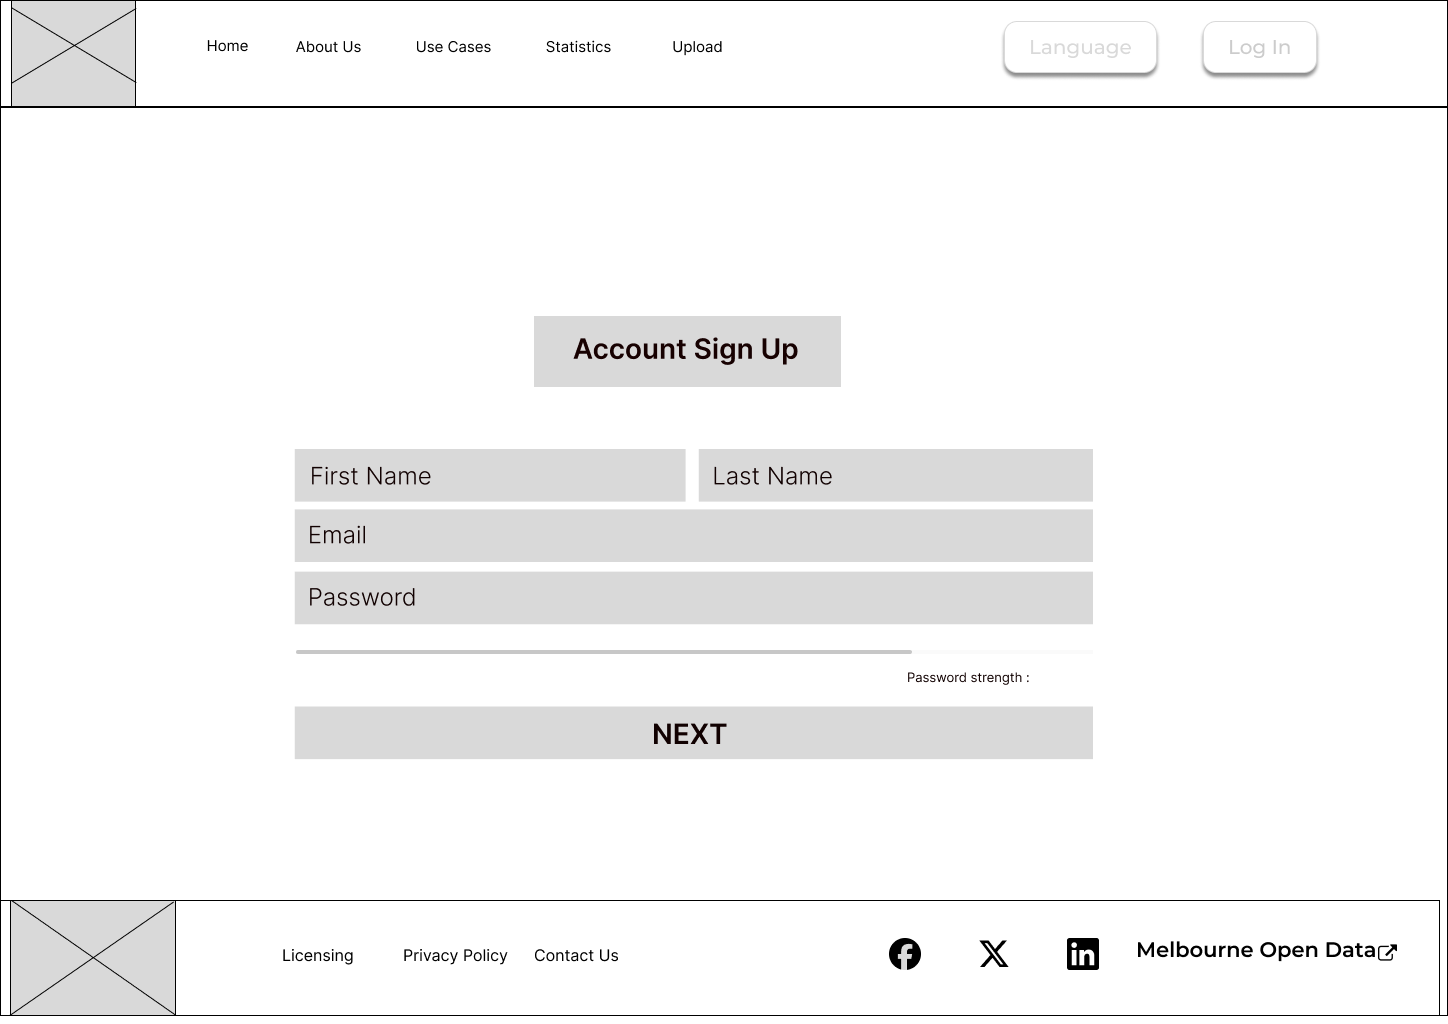 Home About Us Use Cases Statistics Upload Language Log In
Account Sign Up
First Name Last Name
Email
Password
Password strength :
NEXT
Licensing Privacy Policy Contact Us Melbourne Open Data